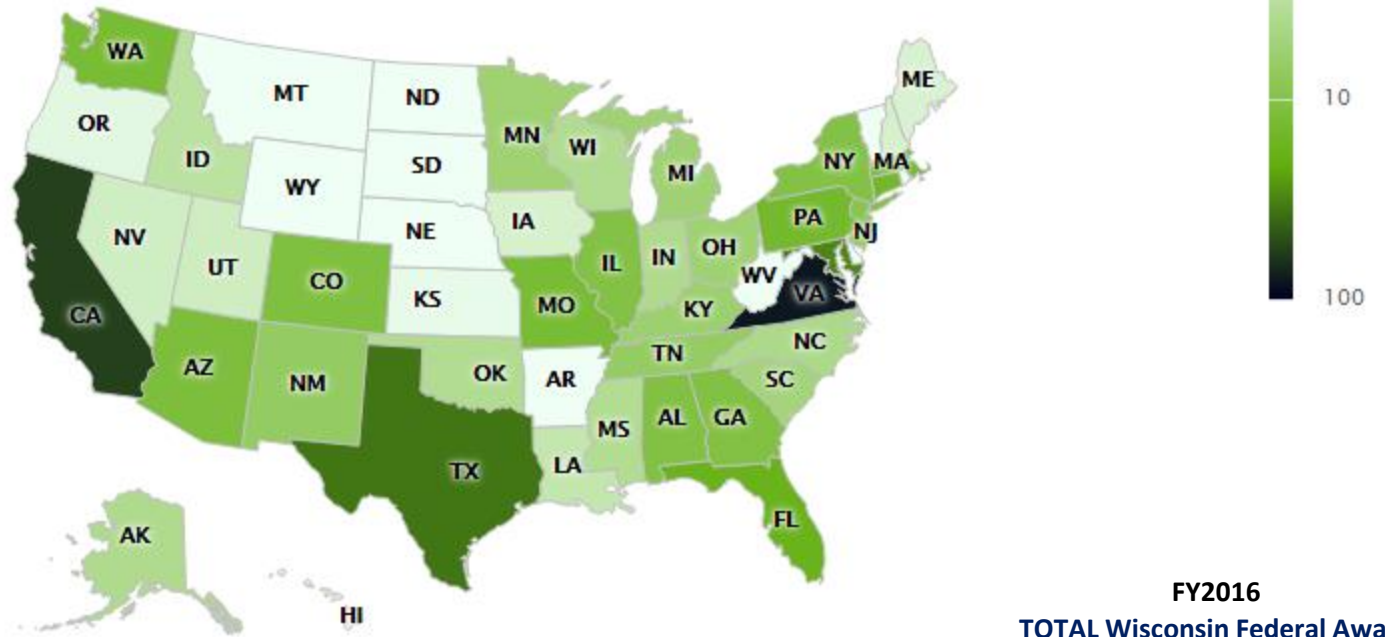 WA
MT
ND
ME
OR
MN
ID
WI
SD
NY
MA
MI
WY
IA
PA
NE
NV
NJ
OH
IN
UT
IL
CO
WV
KS
VA
CA
MO
KY
NC
TN
AZ
OK
SC
NM
AR
AL
GA
MS
LA
TX
FL
AK
HI
10
100
FY2016
TOTAL Wisconsin Federal Awa